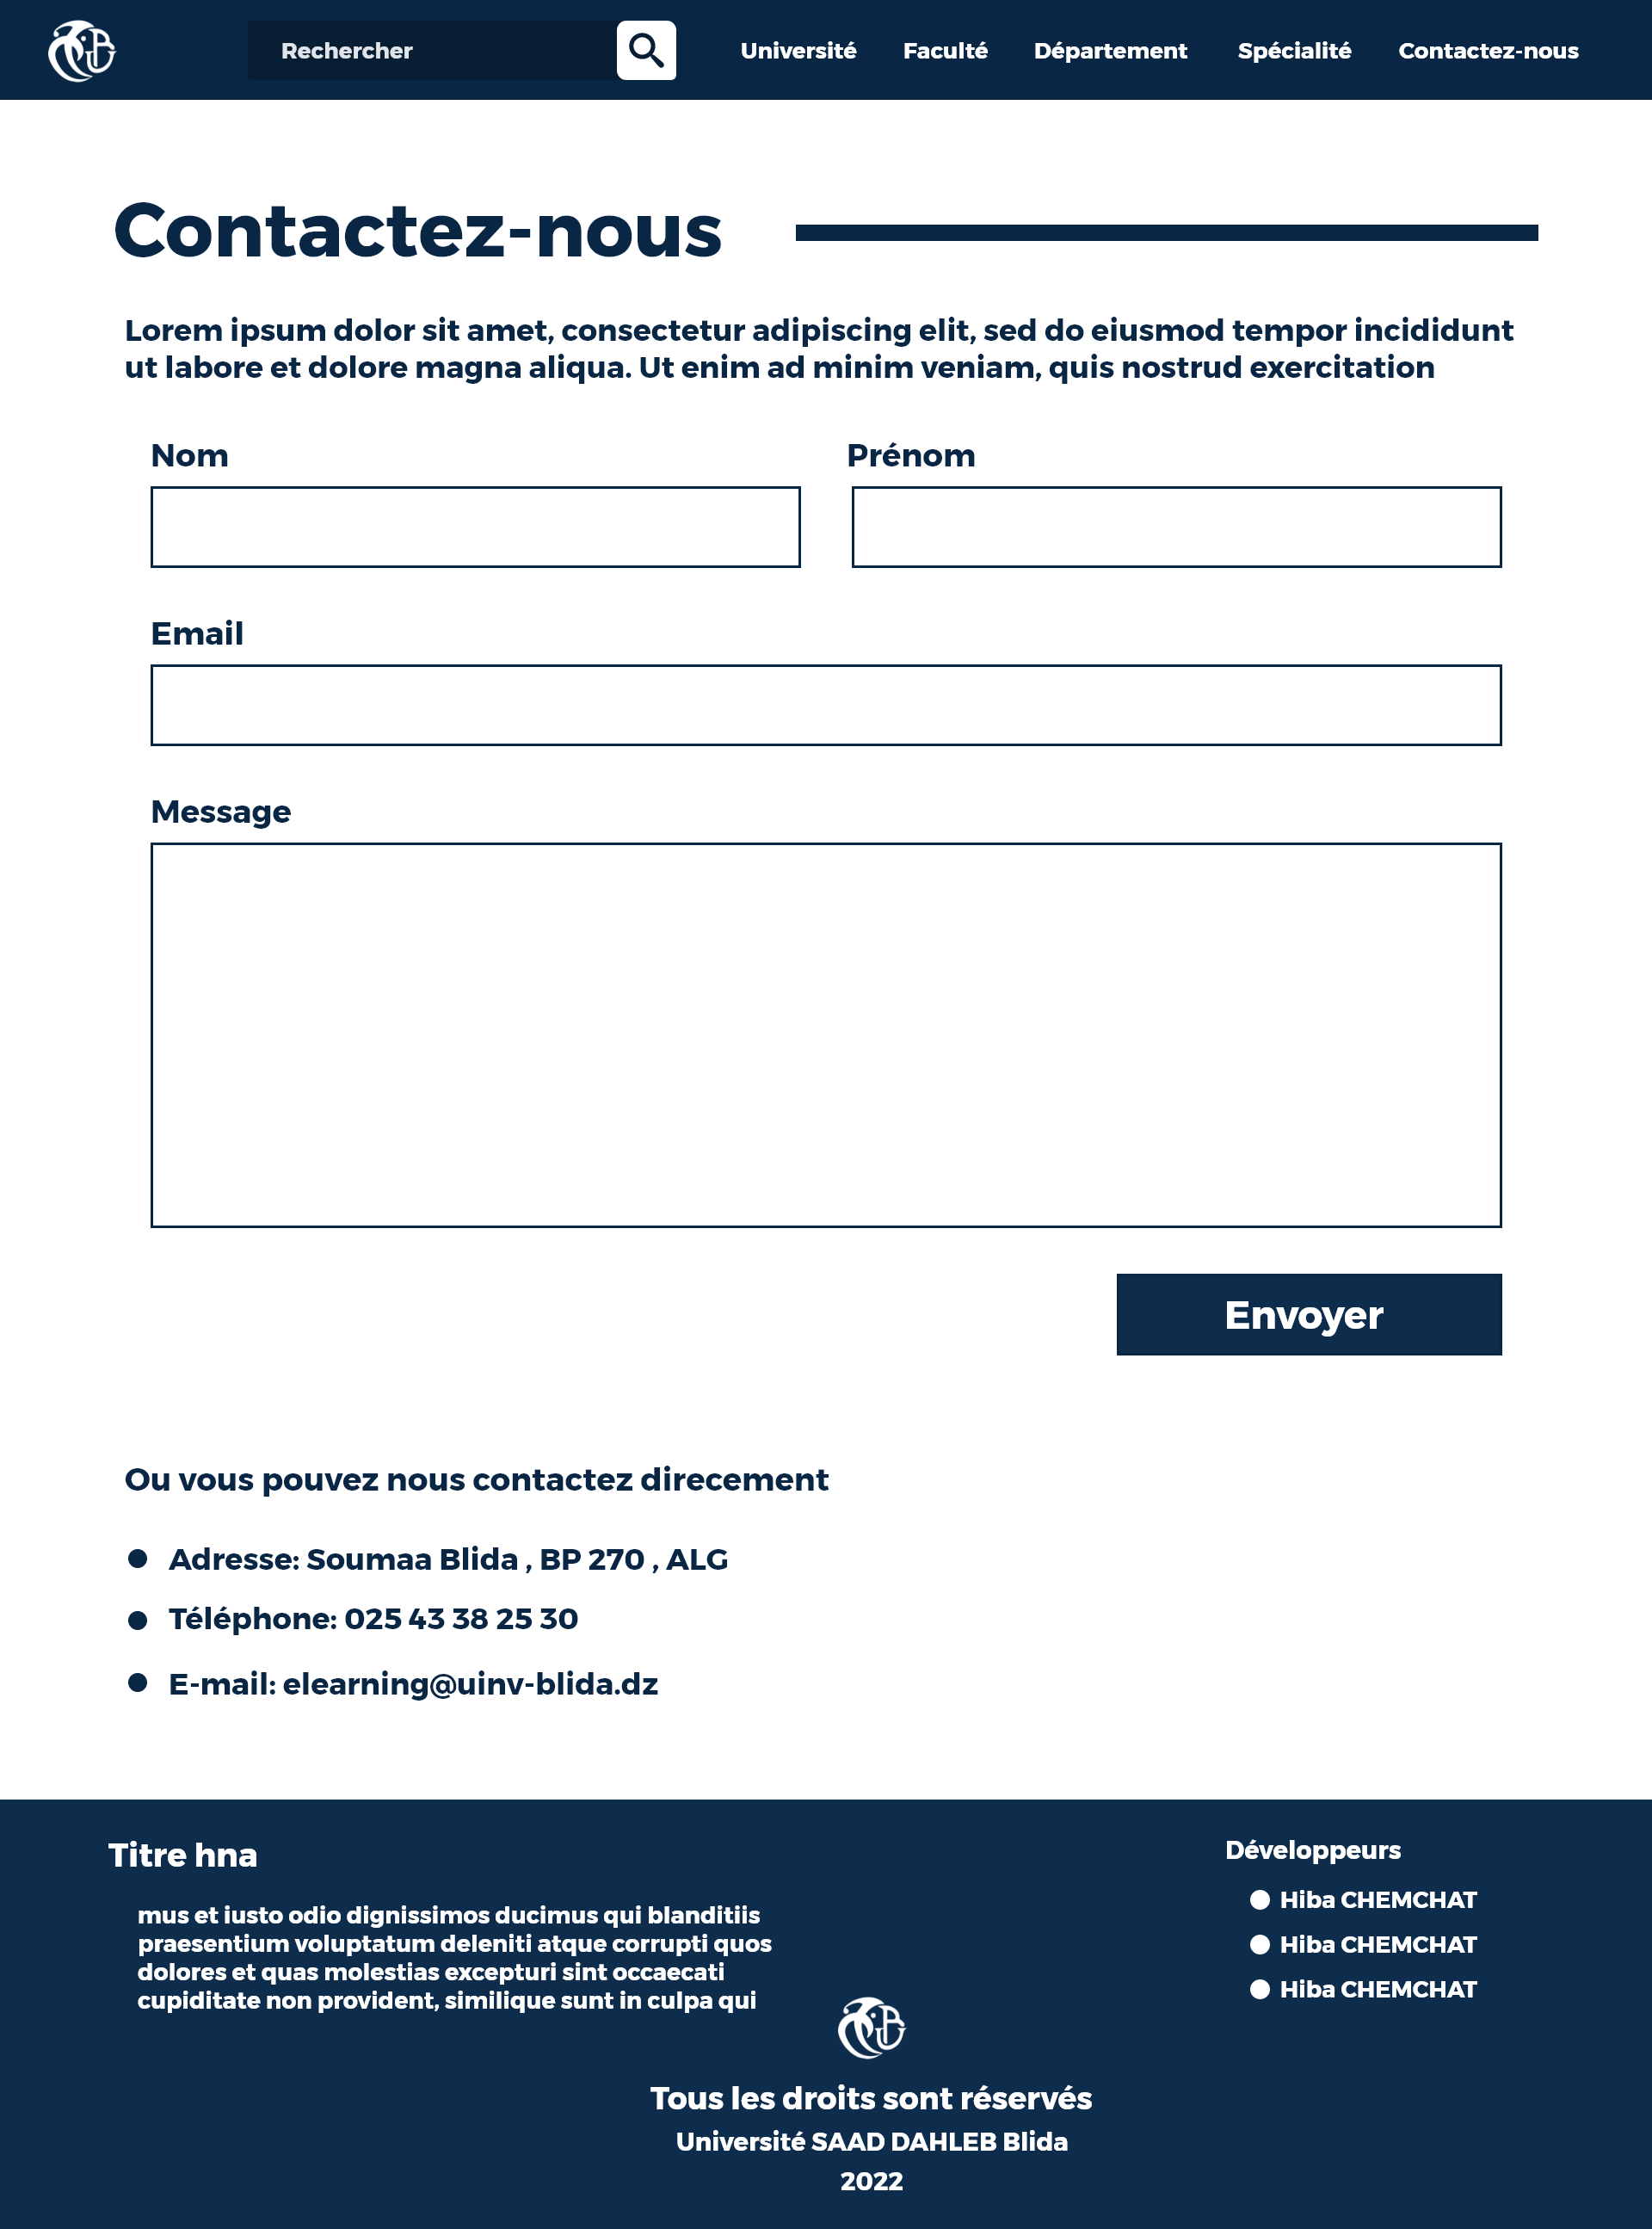 Rechercher
Université Faculté Département Spécialité Contactez-nous
Contactez-nous
Lorem ipsum dolor sit amet, consectetur adipiscing elit, sed do eiusmod tempor incididunt
ut labore et dolore magna aliqua. Ut enim ad minim veniam, quis nostrud exercitation
Nom
Prénom
Email
Message
Envoyer
Ou vous pouvez nous contactez direcement
Adresse: Soumaa Blida , BP 270 , ALG
Téléphone: 025 43 38 25 30
E-mail: elearning@uinv-blida.dz
Titre hna
mus et iusto odio dignissimos ducimus qui blanditiis
praesentium voluptatum deleniti atque corrupti quos
dolores et quas molestias excepturi sint occaecati
cupiditate non provident, similique sunt in culpa qui
Développeurs
Hiba CHEMCHAT
Hiba CHEMCHAT
Hiba CHEMCHAT
Tous les droits sont réservés
Université SAAD DAHLEB Blida
2022